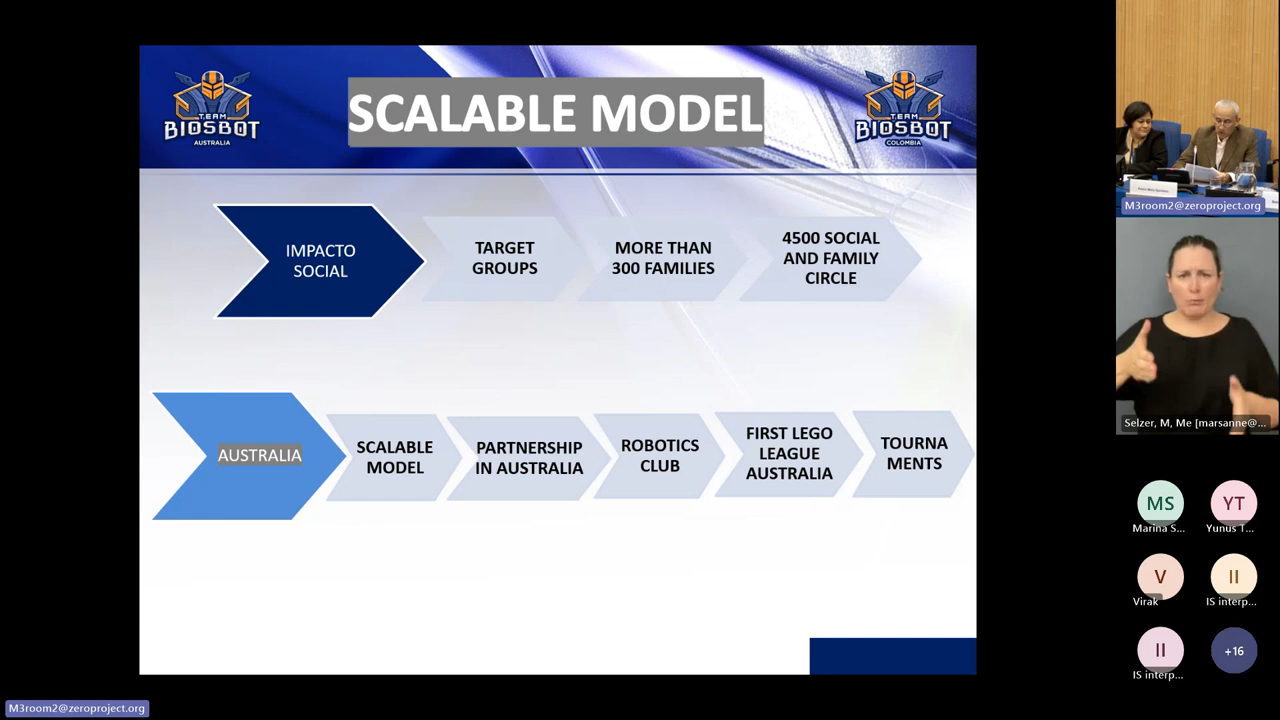 SCALABLE MODEL
TEAM
BIOSBOT
AUSTRALIA
TEAM
BIOSBOT
COLOMBIA
IMPACTO
SOCIAL
TARGET
GROUPS
MORE THAN
300 FAMILIES
4500 SOCIAL
AND FAMILY
CIRCLE
AUSTRALIA
SCALABLE
MODEL
PARTNERSHIP
IN AUSTRALIA
ROBOTICS
CLUB
FIRST LEGO
LEAGUE
AUSTRALIA
TOURNA
MENTS
M3room2@zeroproject.org
Selzer, M, Me [marsanne@...
MS
Marina S...
YT
Yunus T...
V
Virak
II
IS interp...
II
IS interp...
+16
M3room2@zeroproject.org